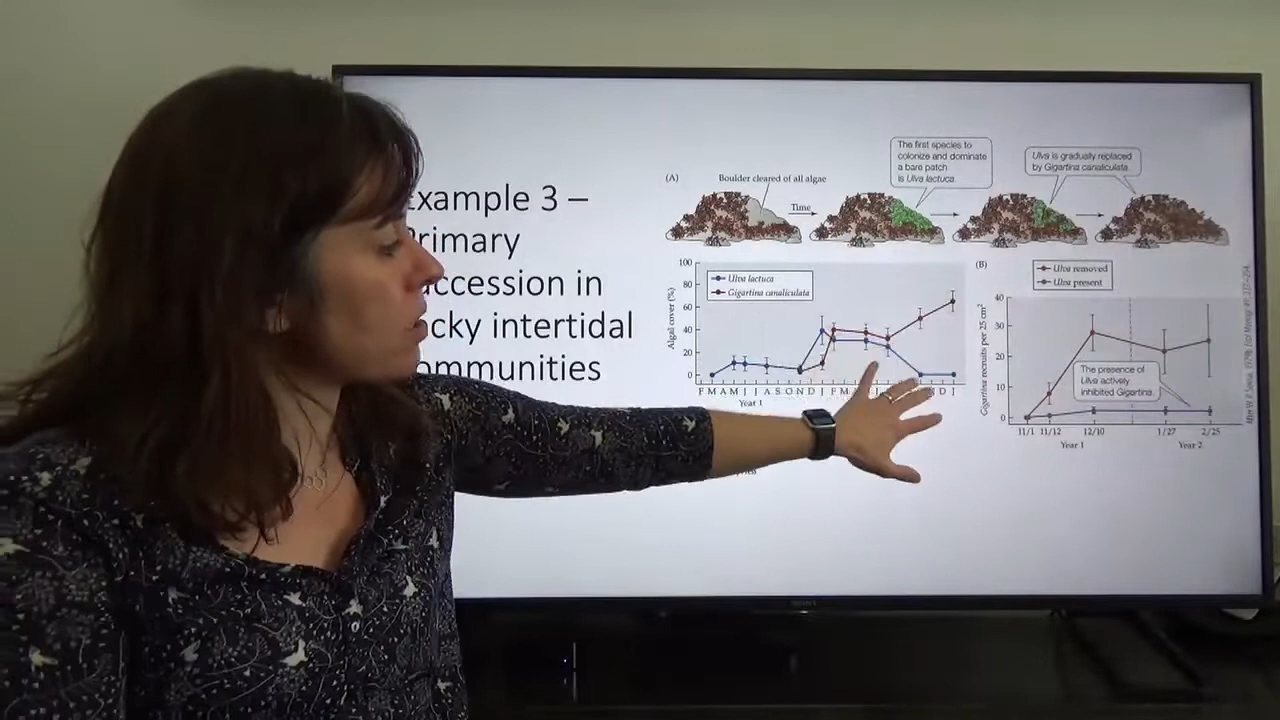 Example 3 –
Primary
ccession in
cky intertidal
ommunities
(A)
Boulder cleared of all algae
Time
The first species to
colonize and dominate
a bare patch
is Ulva lactuca.
Ulva is gradually replaced
by Gigartina canaliculata.
Ulva lactuca
Gigartina canaliculata
Algal cover (%)
100
80
60
40
20
0
F M A M J J A S O N D J F M
D J
Year 1
(B)
Ulva removed
Ulva present
Gigartina recruits per 25 cm²
40
30
20
10
0
The presence of
Ulva actively
inhibited Gigartina.
11/1 11/12 12/10 1/27 2/25
Year 1 Year 2